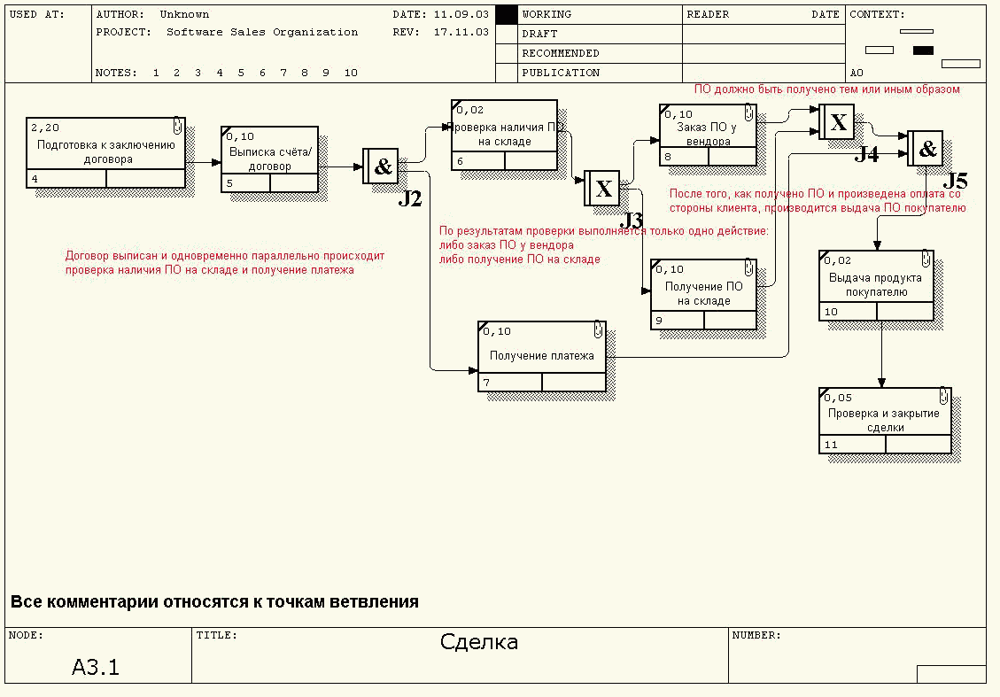 USED AT:
AUTHOR: Unknown
DATE: 11.09.03
PROJECT: Software Sales Organization
REV: 17.11.03
NOTES: 1 2 3 4 5 6 7 8 9 10
WORKING
DRAFT
RECOMMENDED
PUBLICATION
READER DATE
CONTEXT:
A0
ПО должно быть получено тем или иным образом
2,20
Подготовка к заключению
договора
4
0,10
Выписка счёта/
договор
5
&
J2
0,02
Проверка наличия ПО
на складе
6
X
J3
0,10
Заказ ПО у
вендора
8
X
J4
&
J5
После того, как получено ПО и произведена оплата со
стороны клиента, производится выдача ПО покупателю
По результатам проверки выполняется только одно действие:
либо заказ ПО у вендора
либо получение ПО на складе
Договор выписан и одновременно параллельно происходит
проверка наличия ПО на складе и получение платежа
0,10
Получение ПО
на складе
9
0,02
Выдача продукта
покупателю
10
0,10
Получение платежа
7
0,05
Проверка и закрытие
сделки
11
Все комментарии относятся к точкам ветвления
NODE:
A3.1
TITLE:
Сделка
NUMBER: